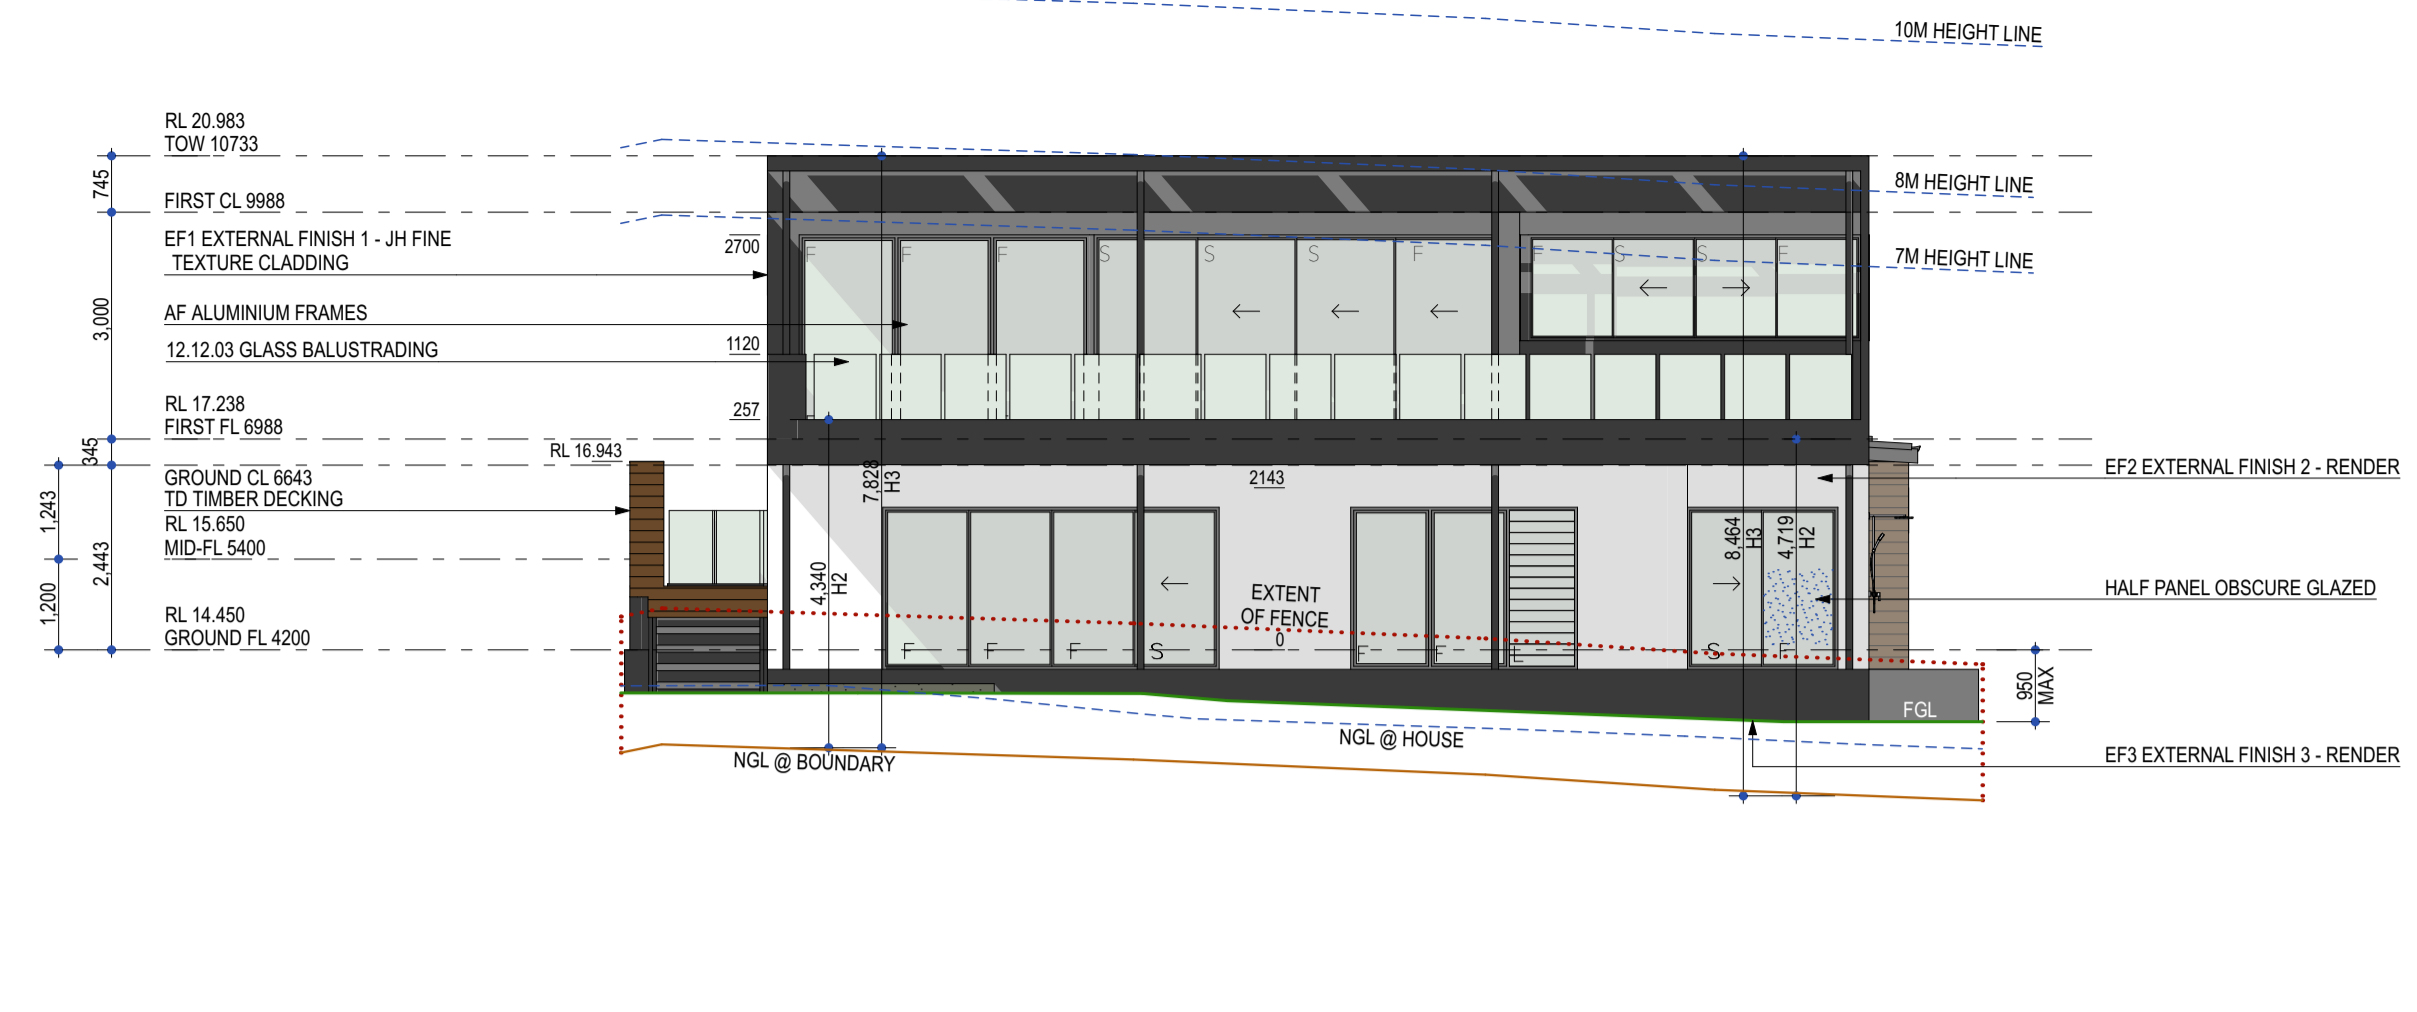 10M HEIGHT LINE
RL 20.983
TOW 10733
745
8M HEIGHT LINE
FIRST CL 9988
EF1 EXTERNAL FINISH 1 - JH FINE
TEXTURE CLADDING
2700
F F F S S S F F S S F
7M HEIGHT LINE
3,000
AF ALUMINIUM FRAMES
12.12.03 GLASS BALUSTRADING
1120
RL 17.238
FIRST FL 6988
257
345
RL 16.943
GROUND CL 6643
TD TIMBER DECKING
7,828
H3
2143
EF2 EXTERNAL FINISH 2 - RENDER
1,243
RL 15.650
MID-FL 5400
2,443
8,464
H3
4,719
H2
4,340
H2
EXTENT
OF FENCE
0
HALF PANEL OBSCURE GLAZED
1,200
RL 14.450
GROUND FL 4200
F F F S F F L S F
950
MAX
FGL
NGL @ HOUSE
NGL @ BOUNDARY
EF3 EXTERNAL FINISH 3 - RENDER